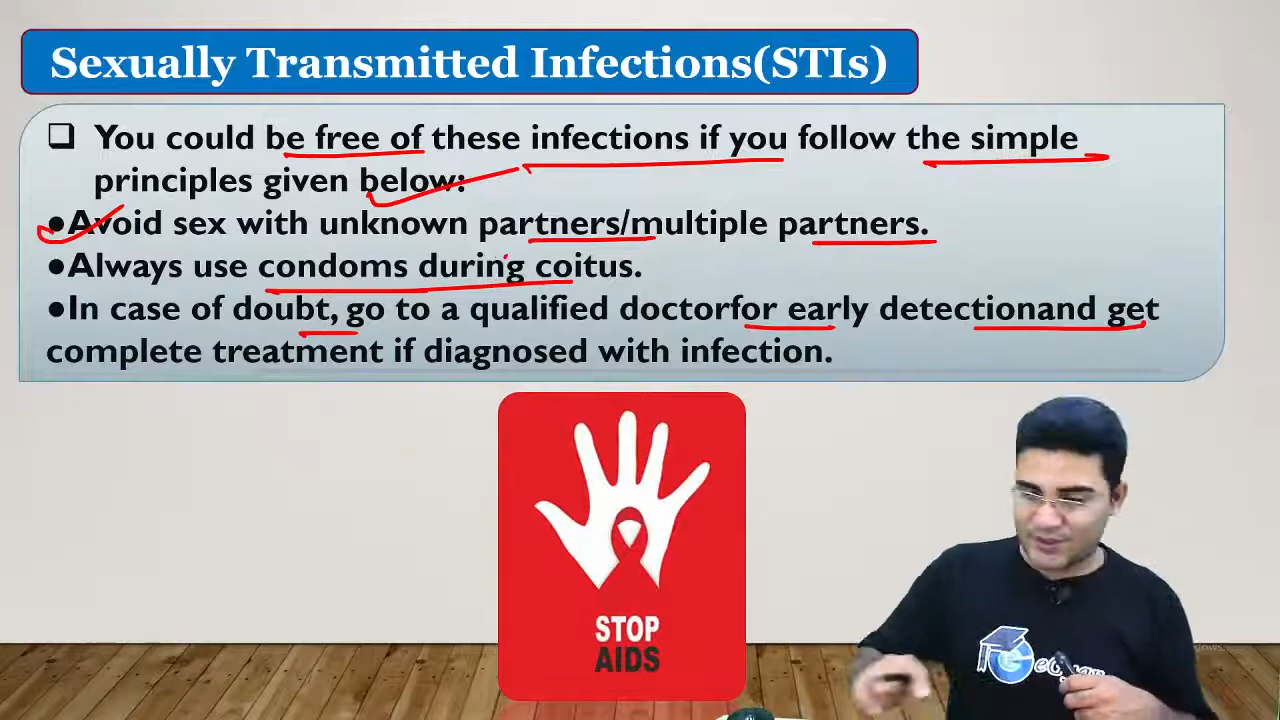 Sexually Transmitted Infections(STIs)
❑ You could be free of these infections if you follow the simple
principles given below:
●Avoid sex with unknown partners/multiple partners.
●Always use condoms during coitus.
●In case of doubt, go to a qualified doctorfor early detectionand get
complete treatment if diagnosed with infection.
STOP
AIDS